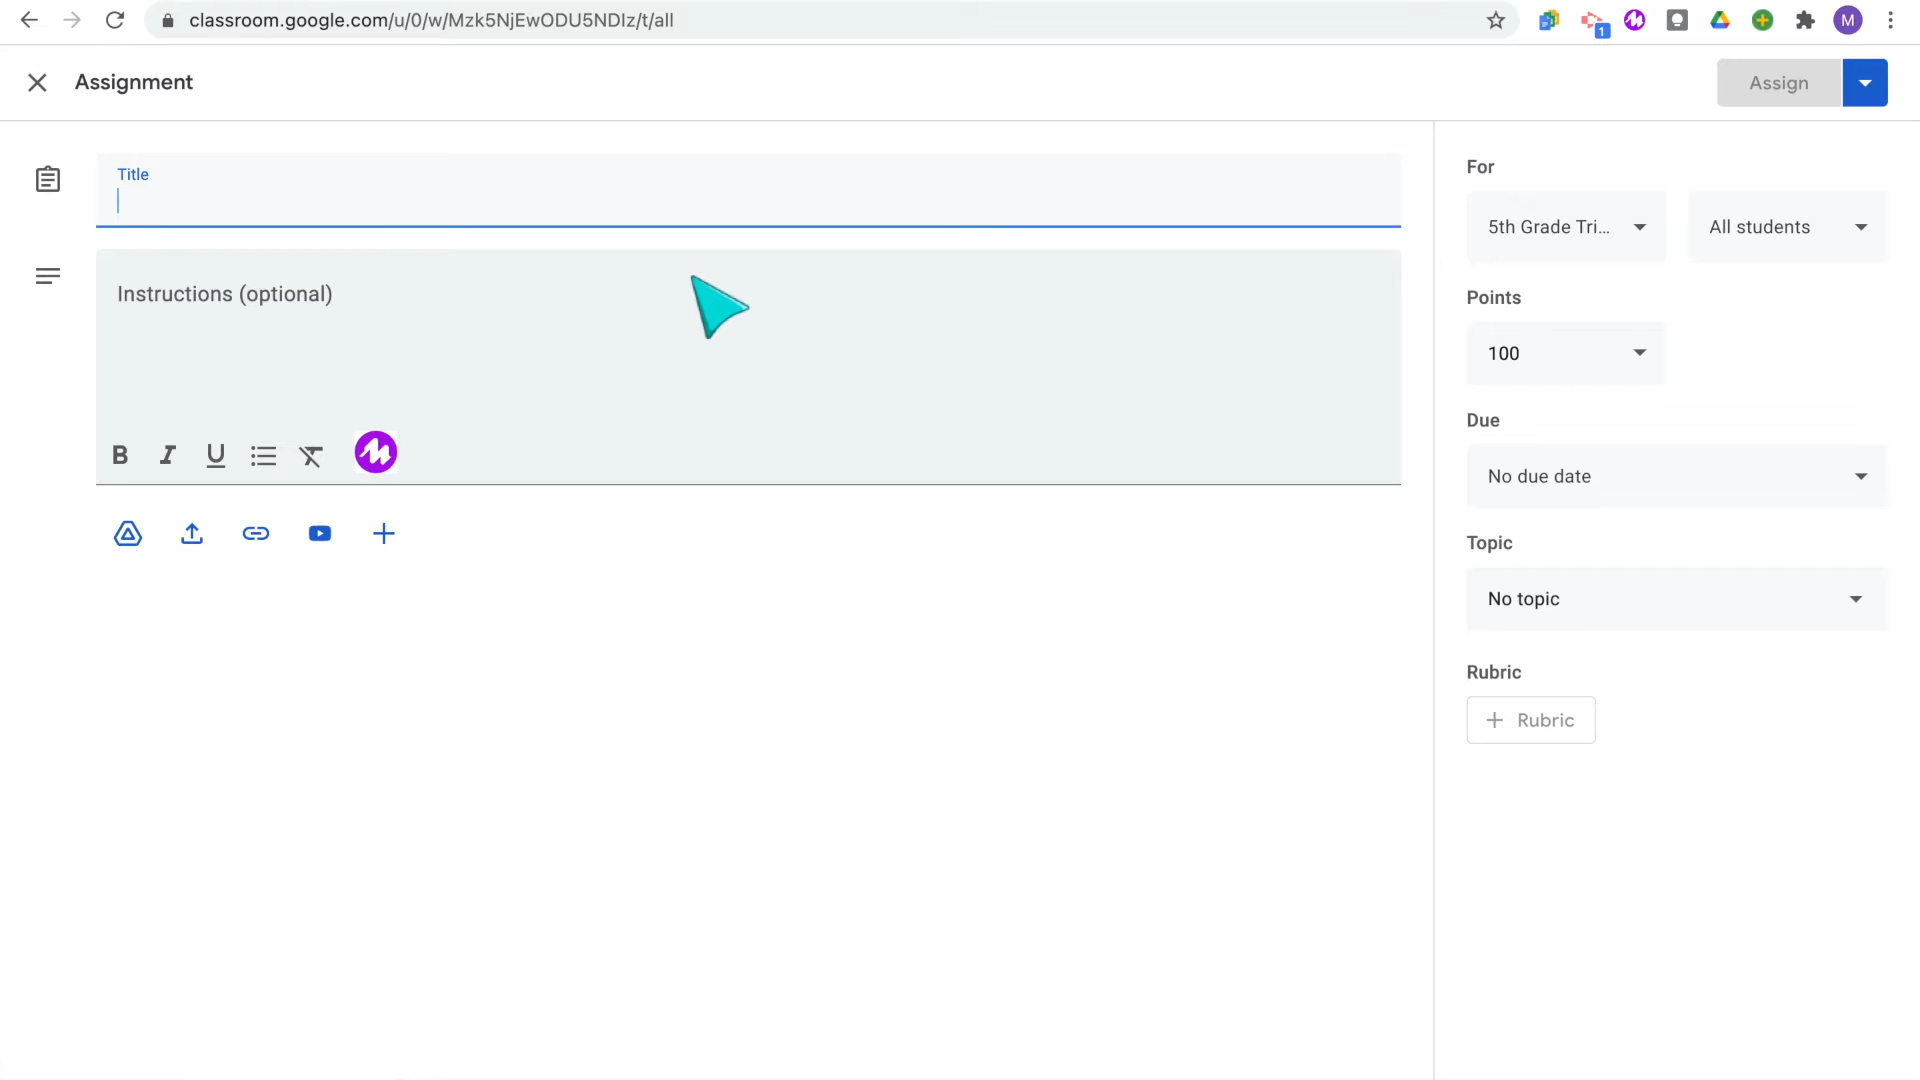 classroom.google.com/u/0/w/Mzk5NjEwODU5NDIz/t/all
1
M
Assignment
Assign
Title
Instructions (optional)
B I U
For
5th Grade Tri...
All students
Points
100
Due
No due date
Topic
No topic
Rubric
+ Rubric